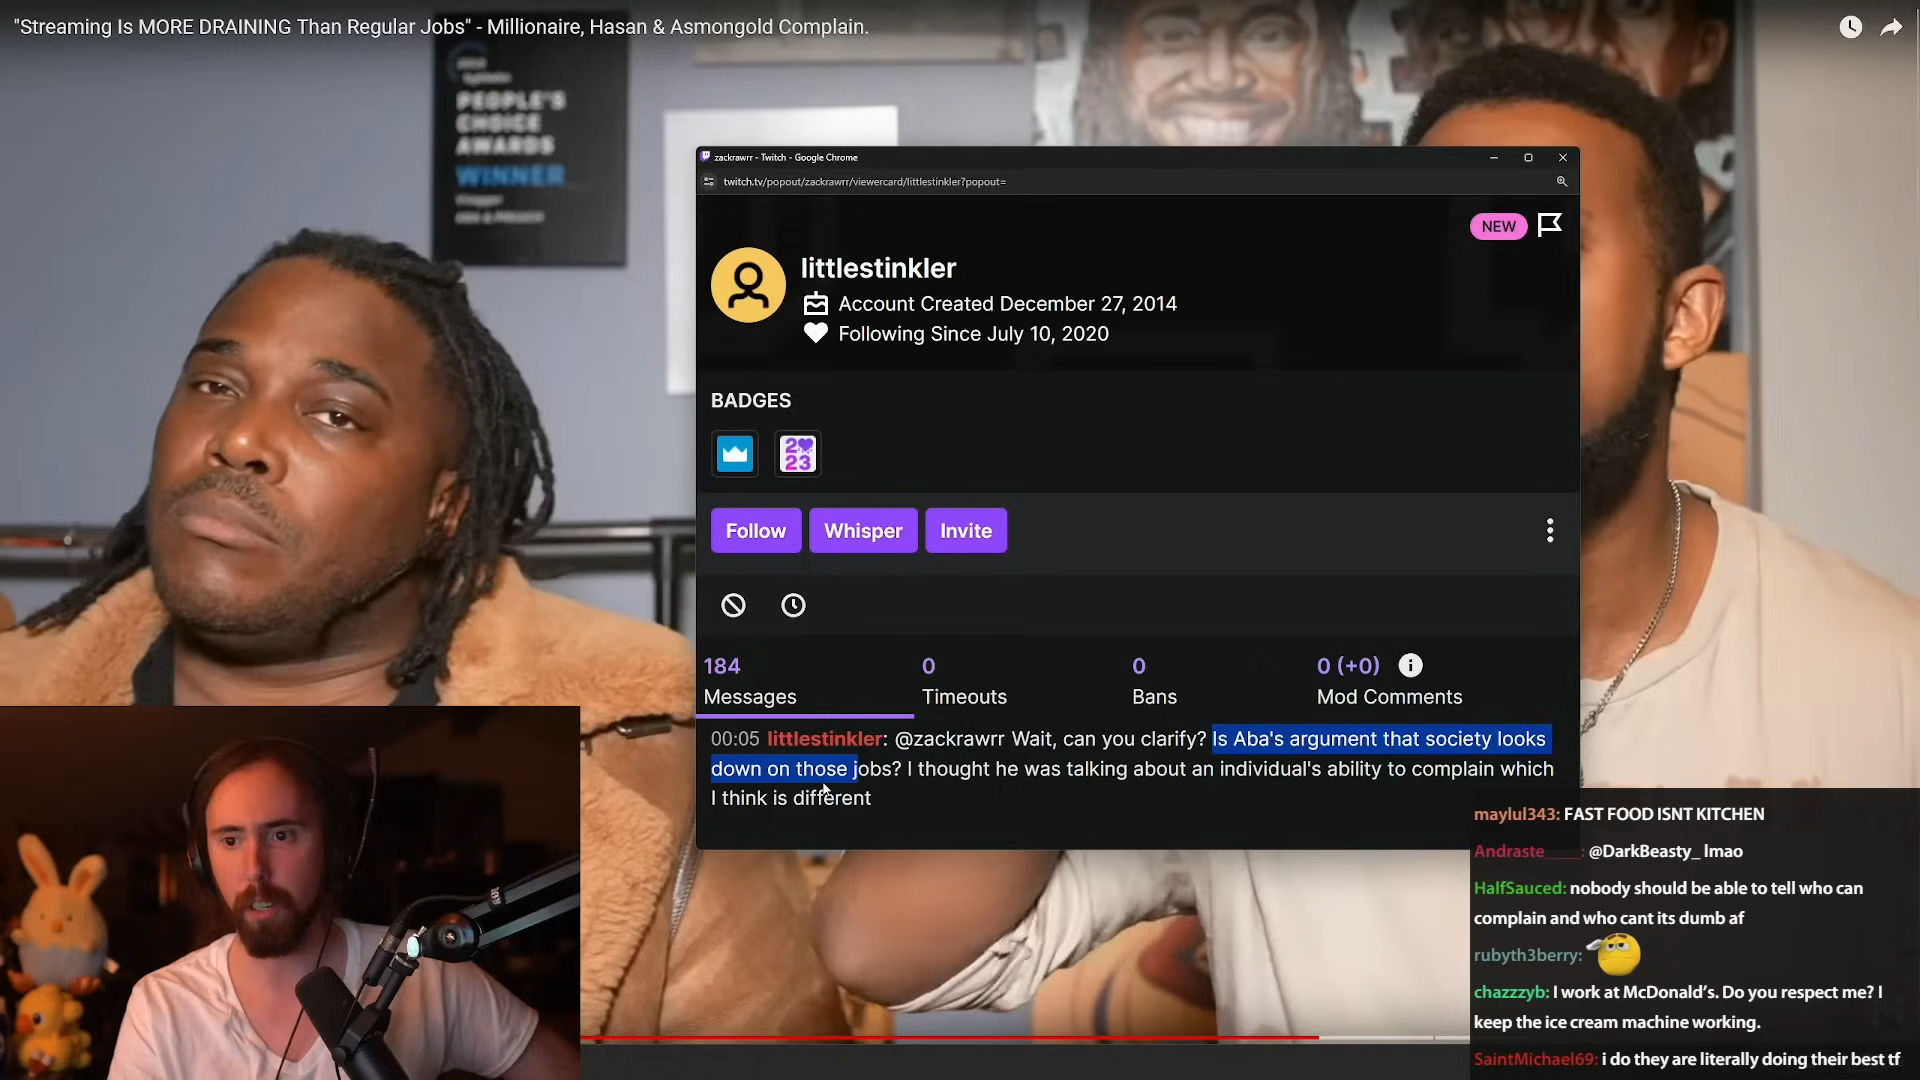 "Streaming Is MORE DRAINING Than Regular Jobs" - Millionaire, Hasan & Asmongold Complain.
PEOPLE'S
CHOICE
AWARDS
WINNER
zackrawrr - Twitch - Google Chrome
twitch.tv/popout/zackrawrr/viewercard/littlestinkler?popout=
NEW
littlestinkler
Account Created December 27, 2014
Following Since July 10, 2020
BADGES
2023
Follow
Whisper
Invite
184
Messages
0
Timeouts
0
Bans
0 (+0)
Mod Comments
00:05 littlestinkler: @zackrawrr Wait, can you clarify? Is Aba's argument that society looks
down on those jobs? I thought he was talking about an individual's ability to complain which
I think is different
maylul343: FAST FOOD ISNT KITCHEN
Andraste____: @DarkBeasty_ lmao
HalfSauced: nobody should be able to tell who can
complain and who cant its dumb af
rubyth3berry:
chazzzyb: I work at McDonald's. Do you respect me? I
keep the ice cream machine working.
SaintMichael69: i do they are literally doing their best tf